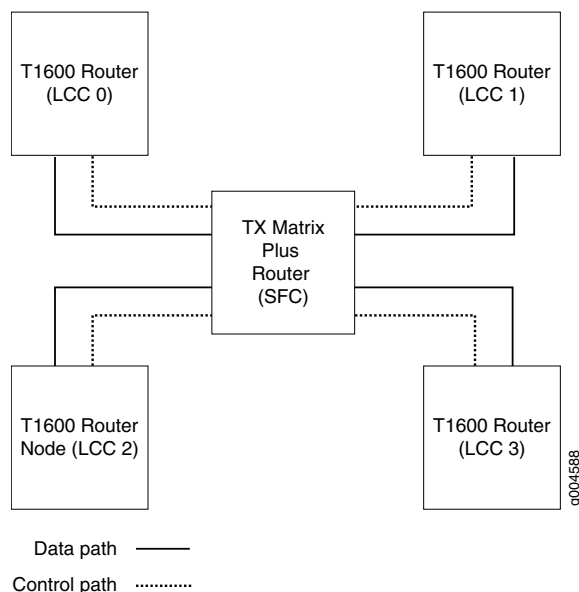 T1600 Router
(LCC 0)
T1600 Router
(LCC 1)
TX Matrix
Plus
Router
(SFC)
T1600 Router
Node (LCC 2)
T1600 Router
(LCC 3)
g004588
Data path
Control path